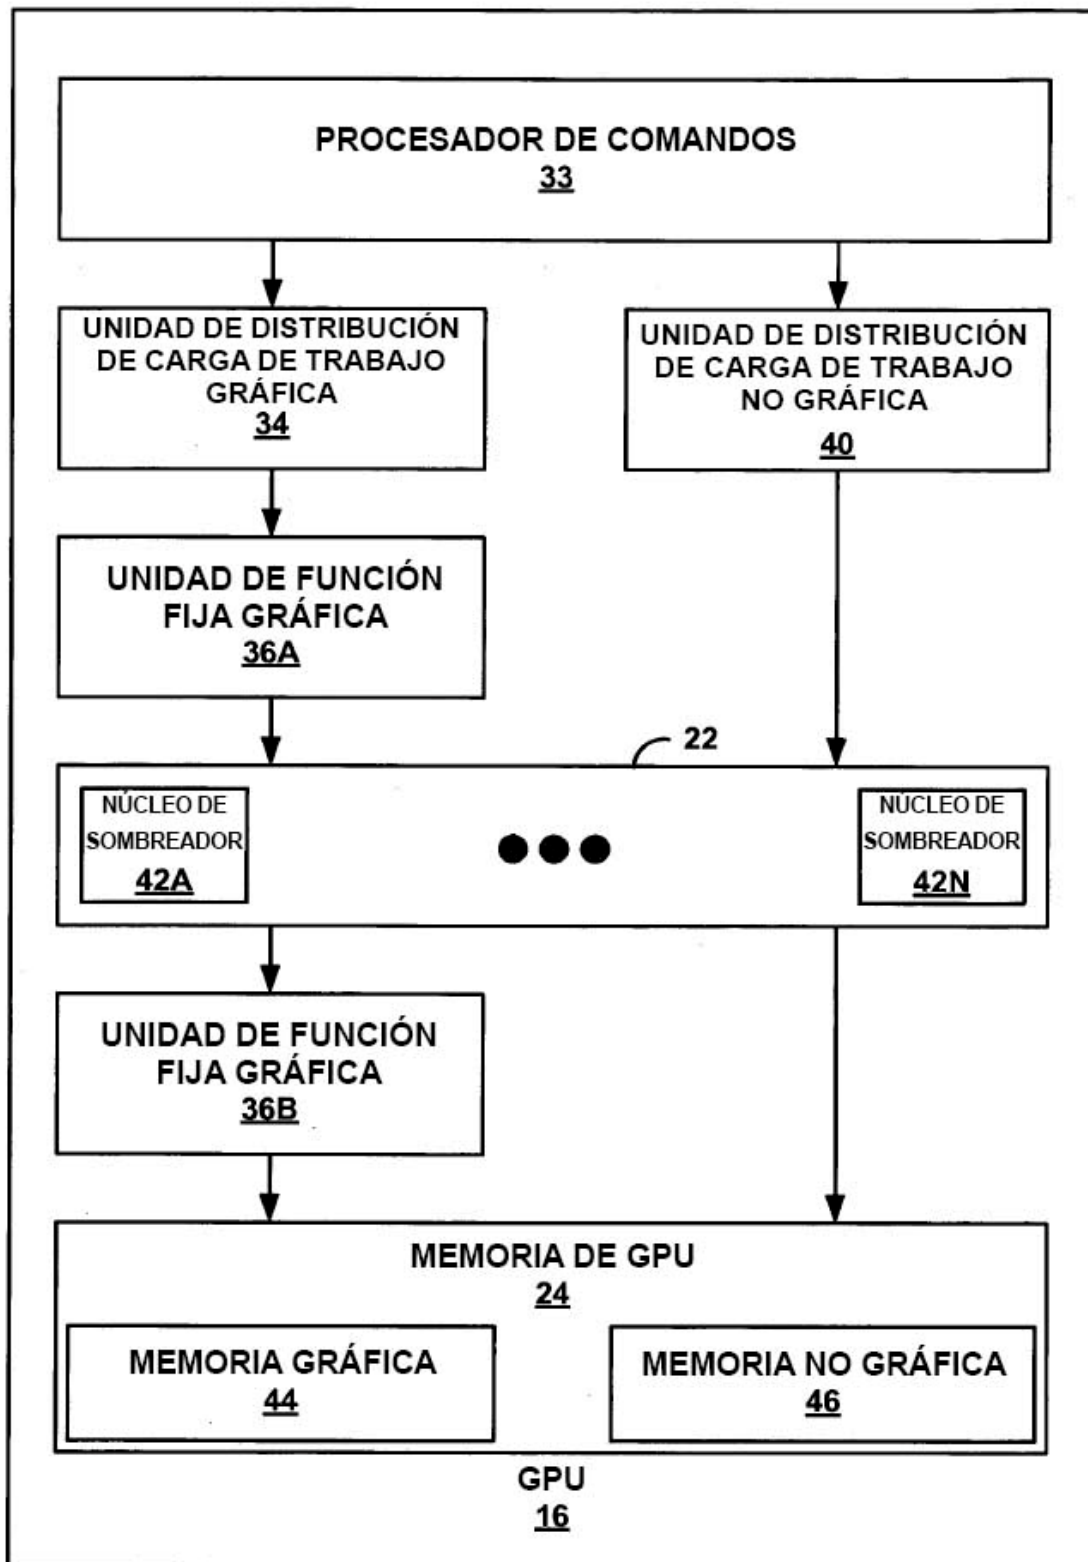 PROCESADOR DE COMANDOS
33
UNIDAD DE DISTRIBUCIÓN
DE CARGA DE TRABAJO
GRÁFICA
34
UNIDAD DE DISTRIBUCIÓN
DE CARGA DE TRABAJO
NO GRÁFICA
40
UNIDAD DE FUNCIÓN
FIJA GRÁFICA
36A
22
NÚCLEO DE
SOMBREADOR
42A
NÚCLEO DE
SOMBREADOR
42N
UNIDAD DE FUNCIÓN
FIJA GRÁFICA
36B
MEMORIA DE GPU
24
MEMORIA GRÁFICA
44
MEMORIA NO GRÁFICA
46
GPU
16